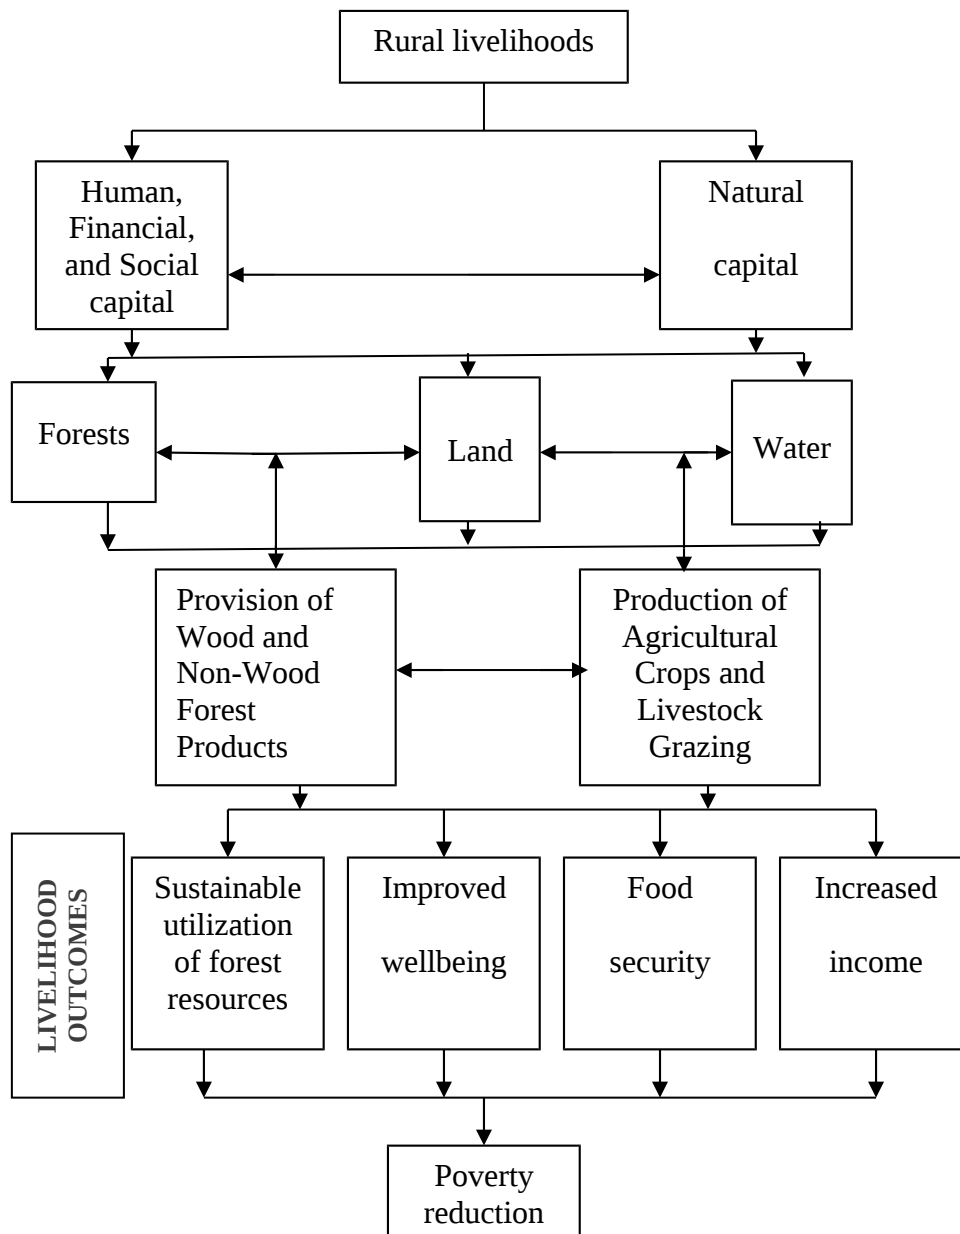 Rural livelihoods
Human,
Financial,
and Social
capital
Natural
capital
Forests
Land
Water
Provision of
Wood and
Non-Wood
Forest
Products
Production of
Agricultural
Crops and
Livestock
Grazing
LIVELIHOOD
OUTCOMES
Sustainable
utilization
of forest
resources
Improved
wellbeing
Food
security
Increased
income
Poverty
reduction